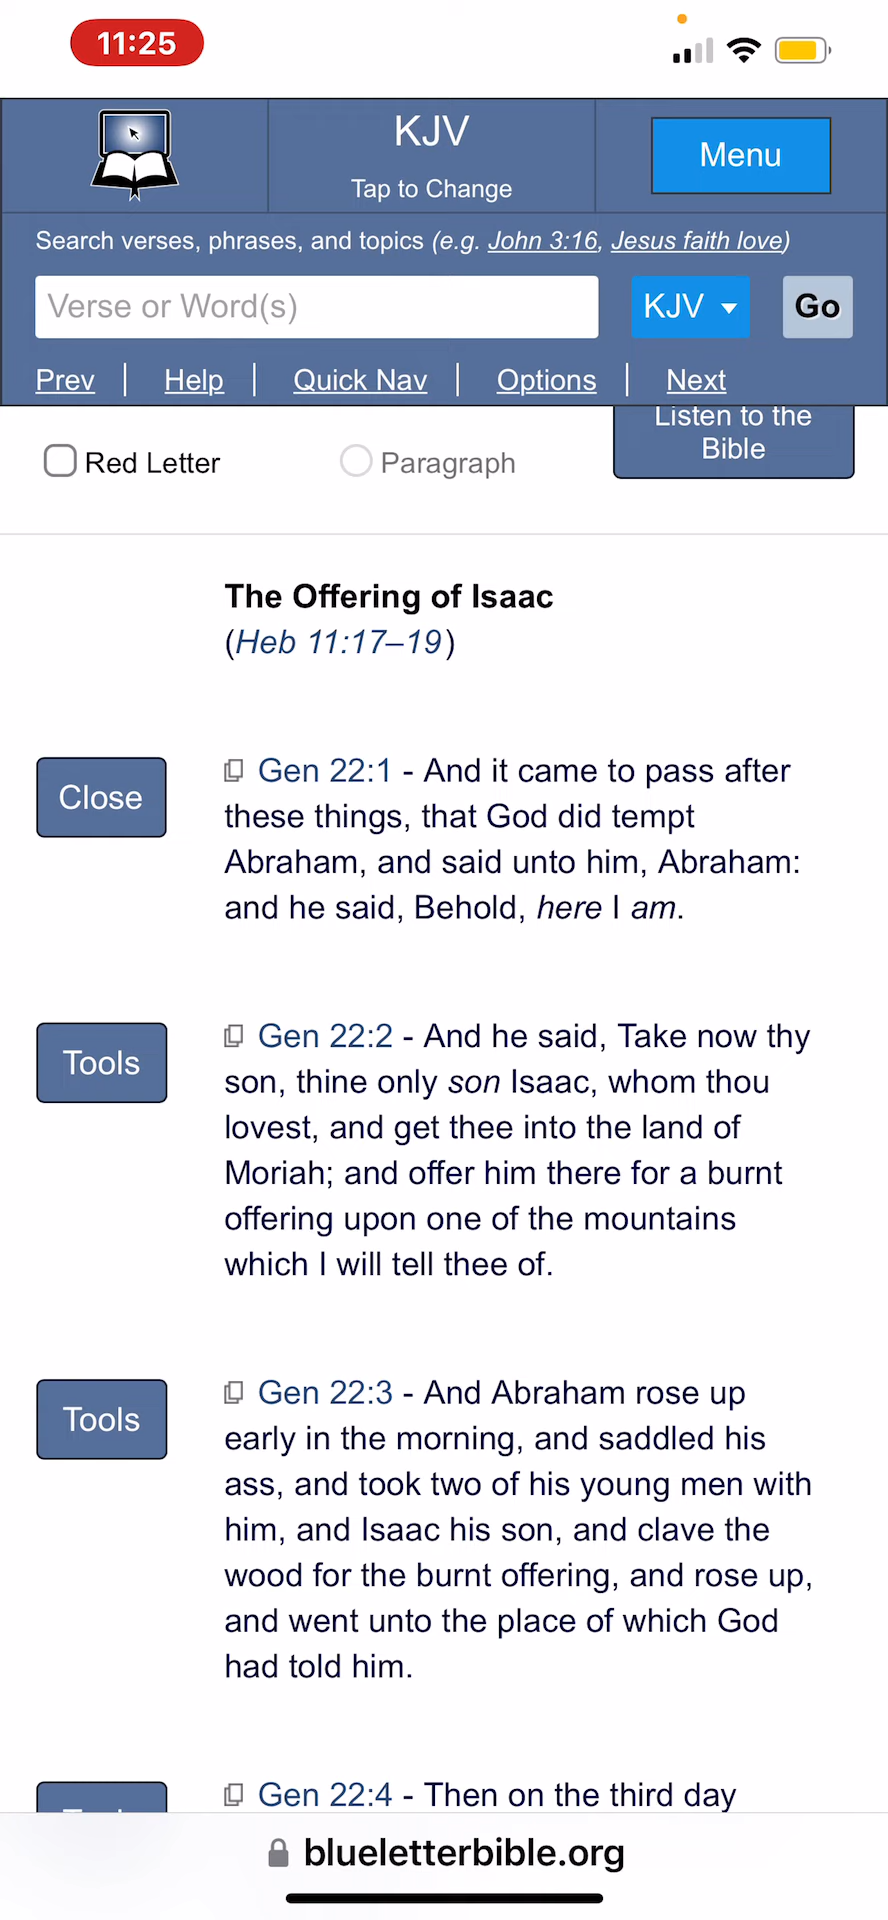 11:25
KJV
Tap to Change
Menu
Search verses, phrases, and topics (e.g. John 3:16, Jesus faith love)
Verse or Word(s)
KJV
Go
Prev | Help | Quick Nav | Options | Next
Red Letter
Paragraph
Listen to the
Bible
The Offering of Isaac
(Heb 11:17–19)
Close
Gen 22:1 - And it came to pass after
these things, that God did tempt
Abraham, and said unto him, Abraham:
and he said, Behold, here I am.
Tools
Gen 22:2 - And he said, Take now thy
son, thine only son Isaac, whom thou
lovest, and get thee into the land of
Moriah; and offer him there for a burnt
offering upon one of the mountains
which I will tell thee of.
Tools
Gen 22:3 - And Abraham rose up
early in the morning, and saddled his
ass, and took two of his young men with
him, and Isaac his son, and clave the
wood for the burnt offering, and rose up,
and went unto the place of which God
had told him.
Gen 22:4 - Then on the third day
blueletterbible.org